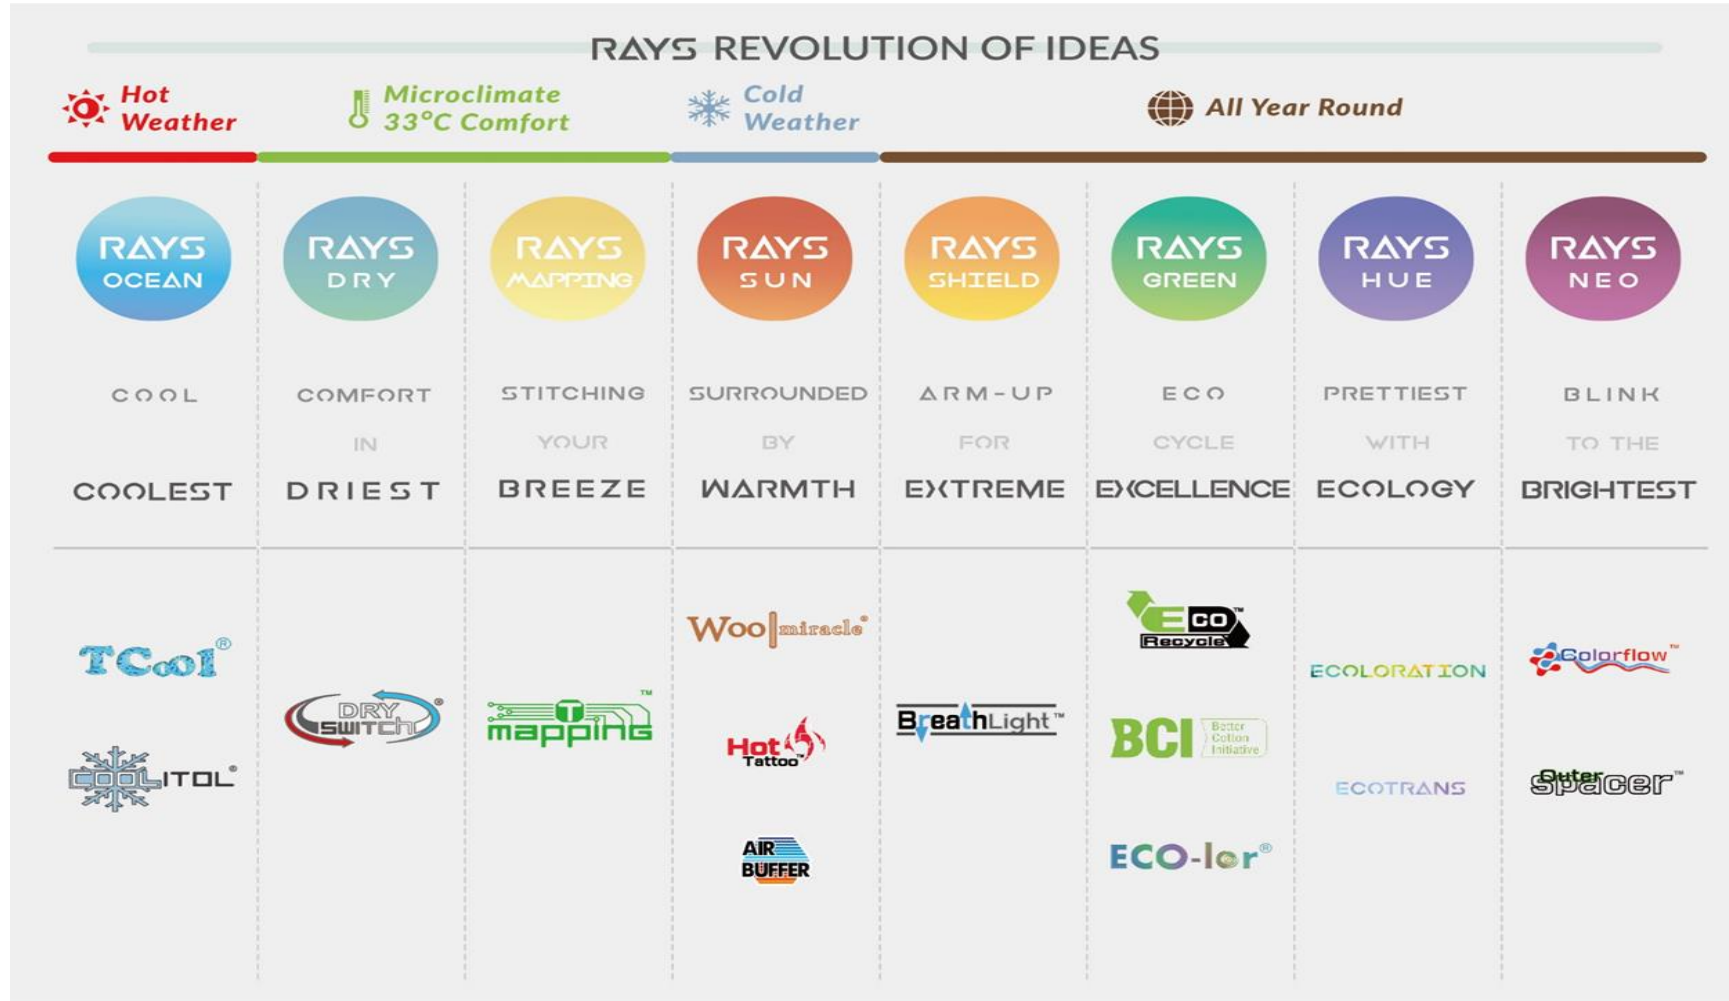 RAYS REVOLUTION OF IDEAS
Hot
Weather
Microclimate
33°C Comfort
Cold
Weather
All Year Round
RAYS
OCEAN
RAYS
DRY
RAYS
MAPPING
RAYS
SUN
RAYS
SHIELD
RAYS
GREEN
RAYS
HUE
RAYS
NEO
COOL
COOLEST
COMFORT
IN
DRIEST
STITCHING
YOUR
BREEZE
SURROUNDED
BY
WARMTH
ARM-UP
FOR
EXTREME
ECO
CYCLE
EXCELLENCE
PRETTIEST
WITH
ECOLOGY
BLINK
TO THE
BRIGHTEST
TCool®
COOLITOL®
DRY
SWITCH®
T
mapping™
Woolmiracle®
Hot
Tattoo™
AIR
BUFFER
BreathLight™
ECO™
Recycle
BCI
Better
Cotton
Initiative
ECO-lor®
ECOLORATION
ECOTRANS
Colorflow™
Outer
spacer™